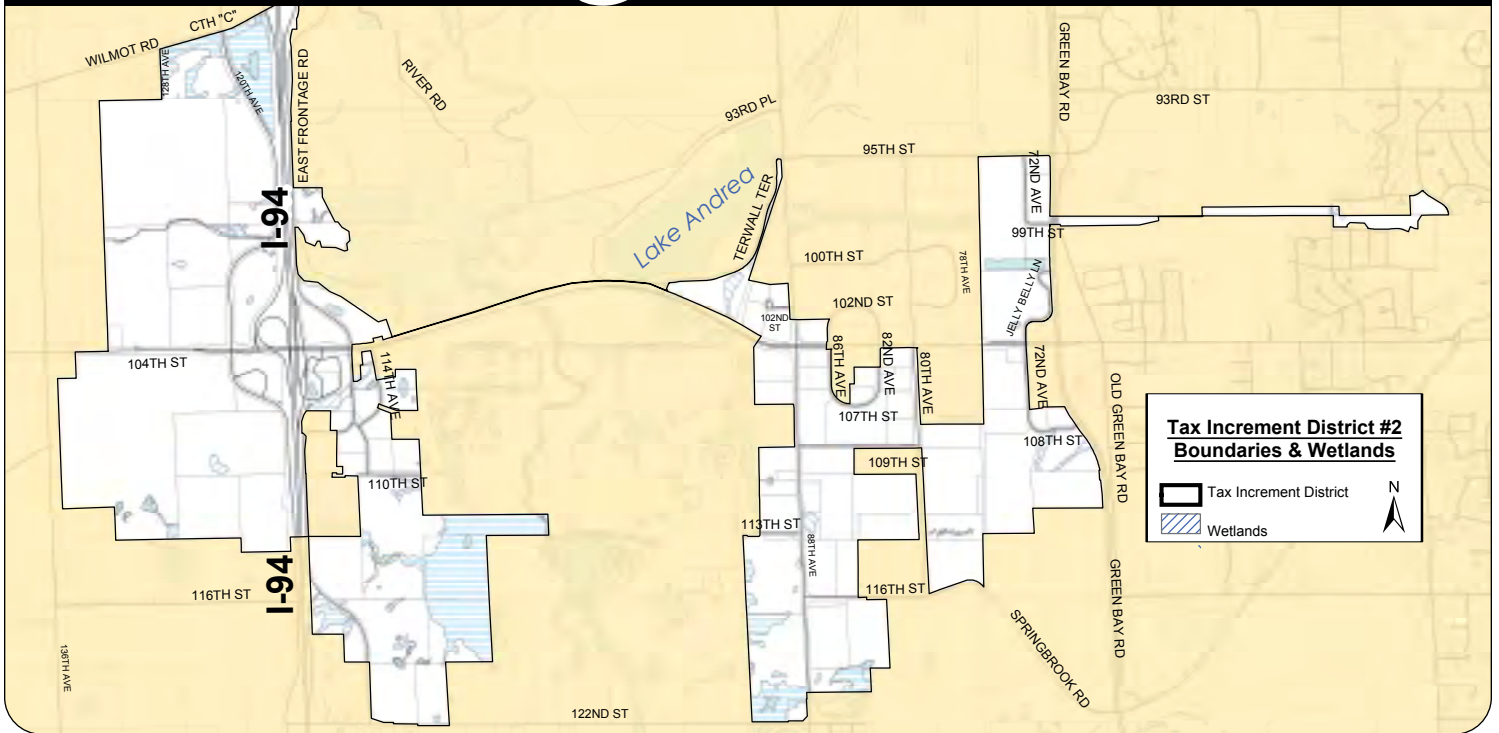 CTH "C"
WILMOT RD
128TH AVE
120TH AVE
EAST FRONTAGE RD
RIVER RD
93RD PL
GREEN BAY RD
93RD ST
95TH ST
72ND AVE
I-94
Lake Andrea
TERWALL TER
99TH ST
100TH ST
78TH AVE
JELLY BELLY LN
102ND ST
102ND
ST
104TH ST
114TH AVE
86TH AVE
82ND AVE
80TH AVE
72ND AVE
OLD GREEN BAY RD
107TH ST
108TH ST
109TH ST
110TH ST
113TH ST
88TH AVE
I-94
116TH ST
116TH ST
GREEN BAY RD
SPRINGBROOK RD
136TH AVE
122ND ST
Tax Increment District #2
Boundaries & Wetlands
Tax Increment District
Wetlands
N